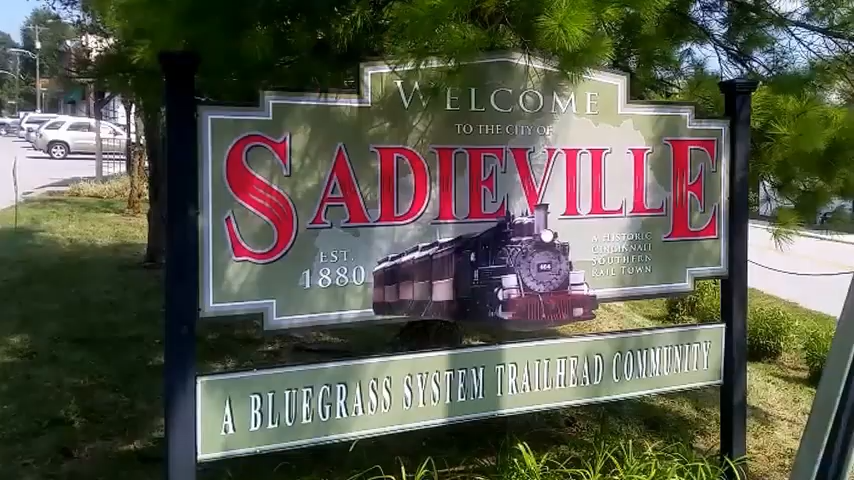 WELCOME
TO THE CITY OF
SADIEVILLE
EST.
1880
A HISTORIC
CINCINNATI
SOUTHERN
RAIL TOWN
A BLUEGRASS SYSTEM TRAILHEAD COMMUNITY